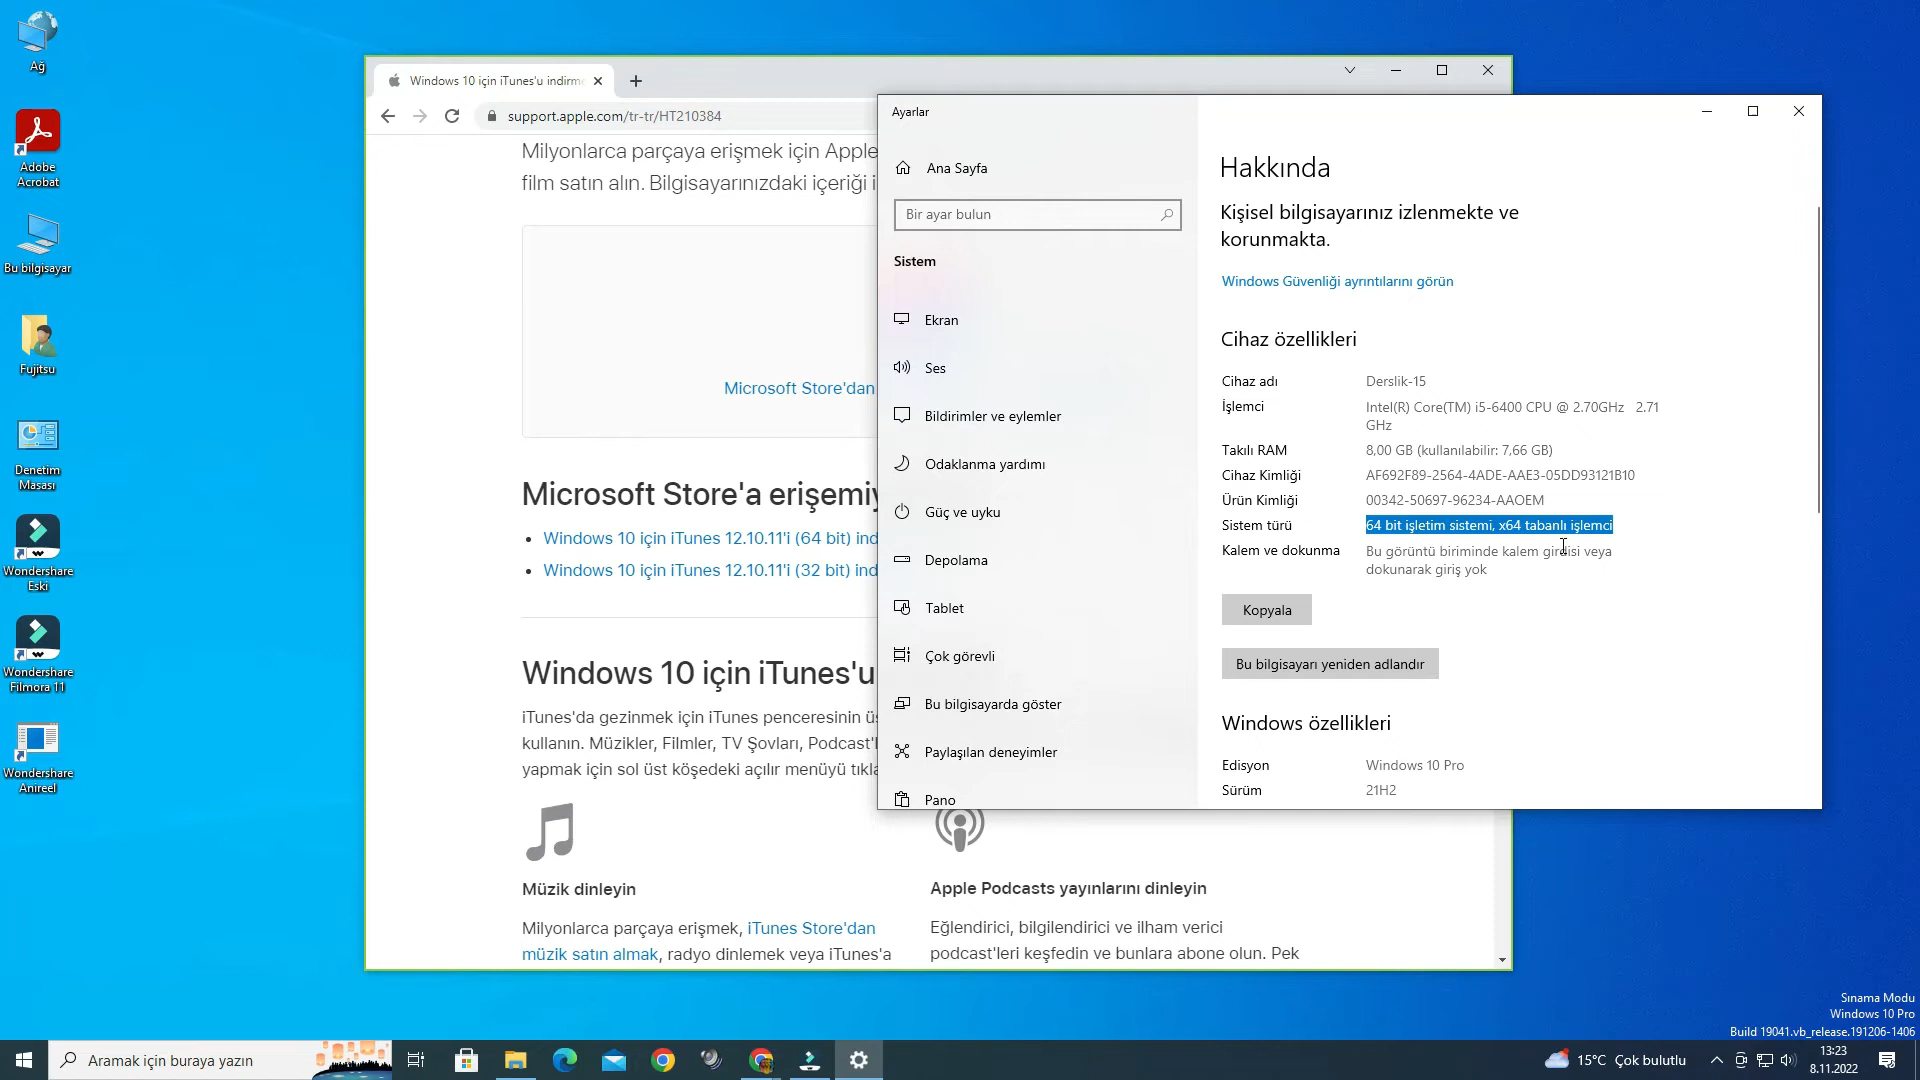 Ağ
Adobe
Acrobat
Bu bilgisayar
Fujitsu
Denetim
Masası
Wondershare
Eski
Wondershare
Filmora 11
Wondershare
Anireel
Windows 10 için iTunes'u indirme
support.apple.com/tr-tr/HT210384
Milyonlarca parçaya erişmek için Apple
film satın alın. Bilgisayarınızdaki içeriği i
Microsoft Store'dan
Microsoft Store'a erişemiy
Windows 10 için iTunes 12.10.11'i (64 bit) ind
Windows 10 için iTunes 12.10.11'i (32 bit) ind
Windows 10 için iTunes'u
iTunes'da gezinmek için iTunes penceresinin üs
kullanın. Müzikler, Filmler, TV Şovları, Podcast'l
yapmak için sol üst köşedeki açılır menüyü tıkla
Müzik dinleyin
Milyonlarca parçaya erişmek, iTunes Store'dan
müzik satın almak, radyo dinlemek veya iTunes'a
Apple Podcasts yayınlarını dinleyin
Eğlendirici, bilgilendirici ve ilham verici
podcast'leri keşfedin ve bunlara abone olun. Pek
Ayarlar
Ana Sayfa
Bir ayar bulun
Sistem
Ekran
Ses
Bildirimler ve eylemler
Odaklanma yardımı
Güç ve uyku
Depolama
Tablet
Çok görevli
Bu bilgisayarda göster
Paylaşılan deneyimler
Pano
Hakkında
Kişisel bilgisayarınız izlenmekte ve
korunmakta.
Windows Güvenliği ayrıntılarını görün
Cihaz özellikleri
Cihaz adı Derslik-15
İşlemci Intel(R) Core(TM) i5-6400 CPU @ 2.70GHz 2.71
GHz
Takılı RAM 8,00 GB (kullanılabilir: 7,66 GB)
Cihaz Kimliği AF692F89-2564-4ADE-AAE3-05DD93121B10
Ürün Kimliği 00342-50697-96234-AAOEM
Sistem türü 64 bit işletim sistemi, x64 tabanlı işlemci
Kalem ve dokunma Bu görüntü biriminde kalem girdisi veya
dokunarak giriş yok
Kopyala
Bu bilgisayarı yeniden adlandır
Windows özellikleri
Edisyon Windows 10 Pro
Sürüm 21H2
Sınama Modu
Windows 10 Pro
Build 19041.vb_release.191206-1406
Aramak için buraya yazın
15°C Çok bulutlu
13:23
8.11.2022